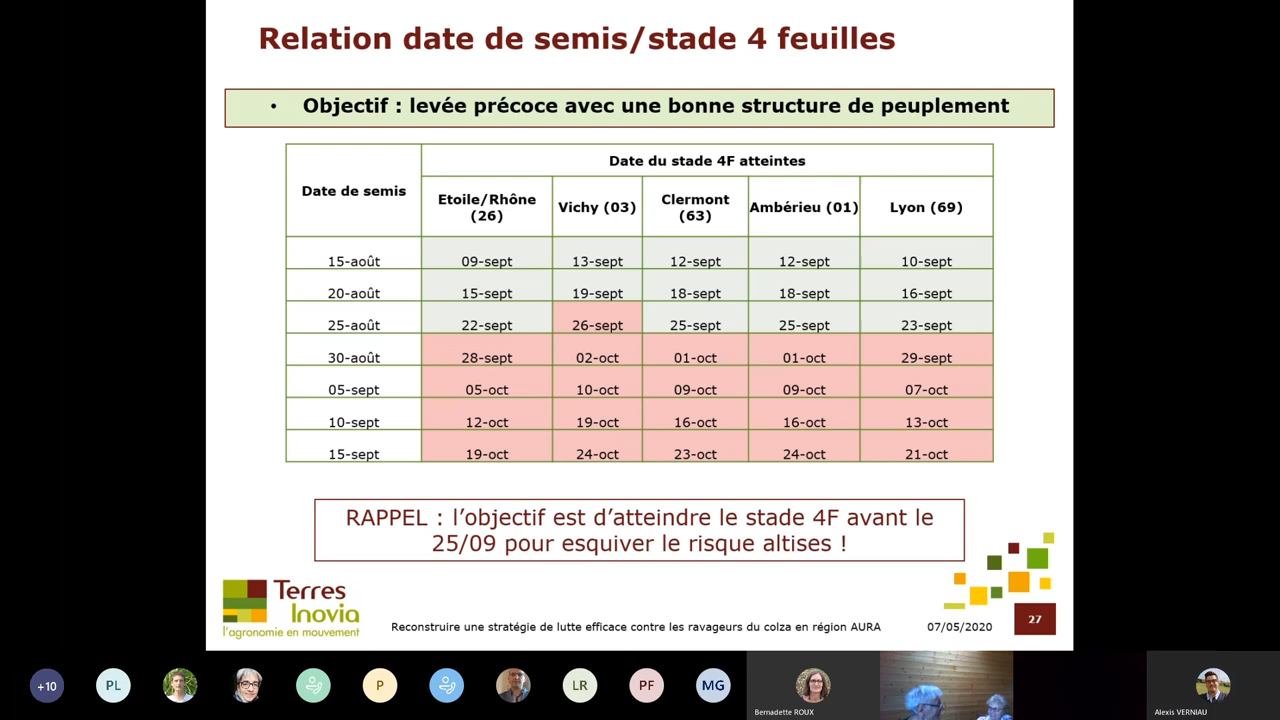 Relation date de semis/stade 4 feuilles
• Objectif : levée précoce avec une bonne structure de peuplement
Date de semis
Date du stade 4F atteintes
Etoile/Rhône (26) Vichy (03) Clermont (63) Ambérieu (01) Lyon (69)
15-août 09-sept 13-sept 12-sept 12-sept 10-sept
20-août 15-sept 19-sept 18-sept 18-sept 16-sept
25-août 22-sept 26-sept 25-sept 25-sept 23-sept
30-août 28-sept 02-oct 01-oct 01-oct 29-sept
05-sept 05-oct 10-oct 09-oct 09-oct 07-oct
10-sept 12-oct 19-oct 16-oct 16-oct 13-oct
15-sept 19-oct 24-oct 23-oct 24-oct 21-oct
RAPPEL : l’objectif est d’atteindre le stade 4F avant le
25/09 pour esquiver le risque altises !
Terres
Inovia
l'agronomie en mouvement
Reconstruire une stratégie de lutte efficace contre les ravageurs du colza en région AURA 07/05/2020 27
+10 PL P LR PF MG
Bernadette ROUX Alexis VERNIAU